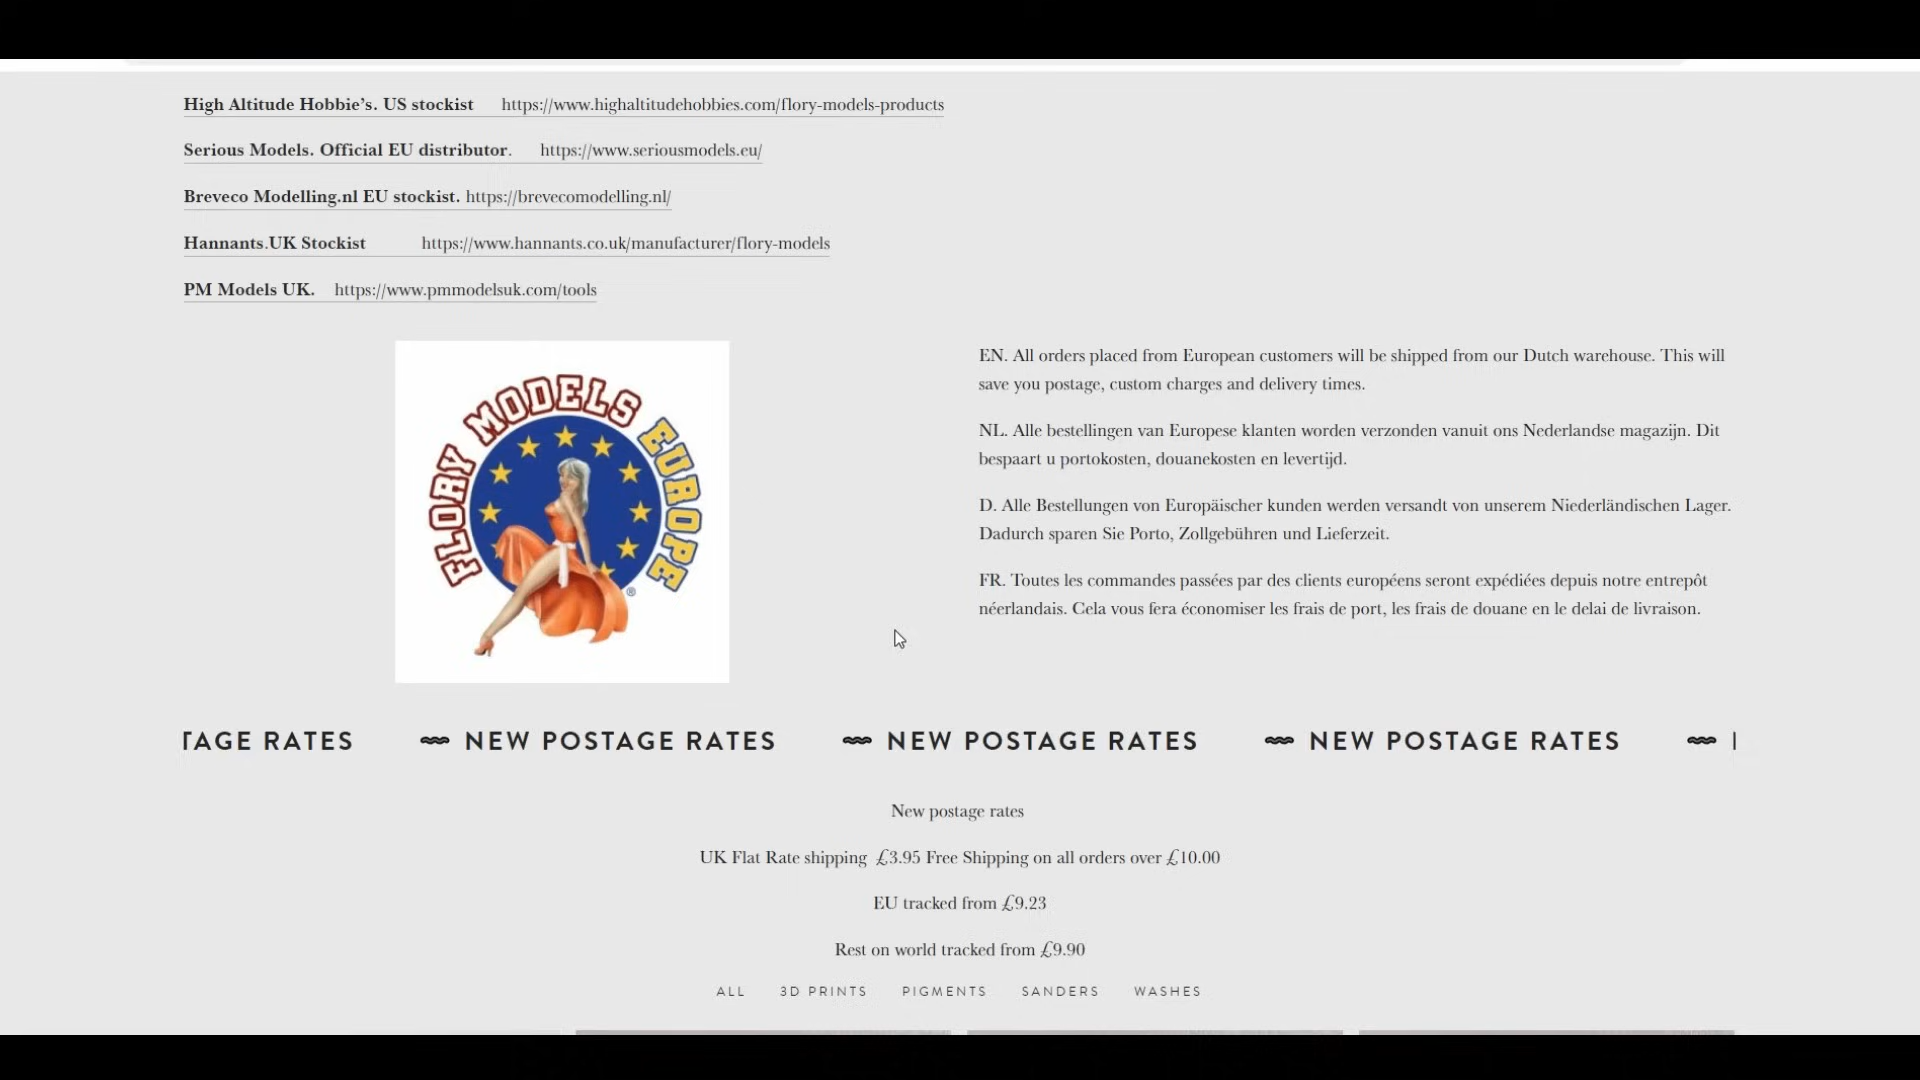 High Altitude Hobbie’s. US stockist https://www.highaltitudehobbies.com/flory-models-products
Serious Models. Official EU distributor. https://www.seriousmodels.eu/
Breveco Modelling.nl EU stockist. https://brevecomodelling.nl/
Hannants.UK Stockist https://www.hannants.co.uk/manufacturer/flory-models
PM Models UK. https://www.pmmodelsuk.com/tools
FLORY MODELS EUROPE
®
EN. All orders placed from European customers will be shipped from our Dutch warehouse. This will
save you postage, custom charges and delivery times.
NL. Alle bestellingen van Europese klanten worden verzonden vanuit ons Nederlandse magazijn. Dit
bespaart u portokosten, douanekosten en levertijd.
D. Alle Bestellungen von Europäischer kunden werden versandt von unserem Niederländischen Lager.
Dadurch sparen Sie Porto, Zollgebühren und Lieferzeit.
FR. Toutes les commandes passées par des clients européens seront expédiées depuis notre entrepôt
néerlandais. Cela vous fera économiser les frais de port, les frais de douane en le delai de livraison.
TAGE RATES NEW POSTAGE RATES NEW POSTAGE RATES NEW POSTAGE RATES
New postage rates
UK Flat Rate shipping £3.95 Free Shipping on all orders over £10.00
EU tracked from £9.23
Rest on world tracked from £9.90
ALL 3D PRINTS PIGMENTS SANDERS WASHES